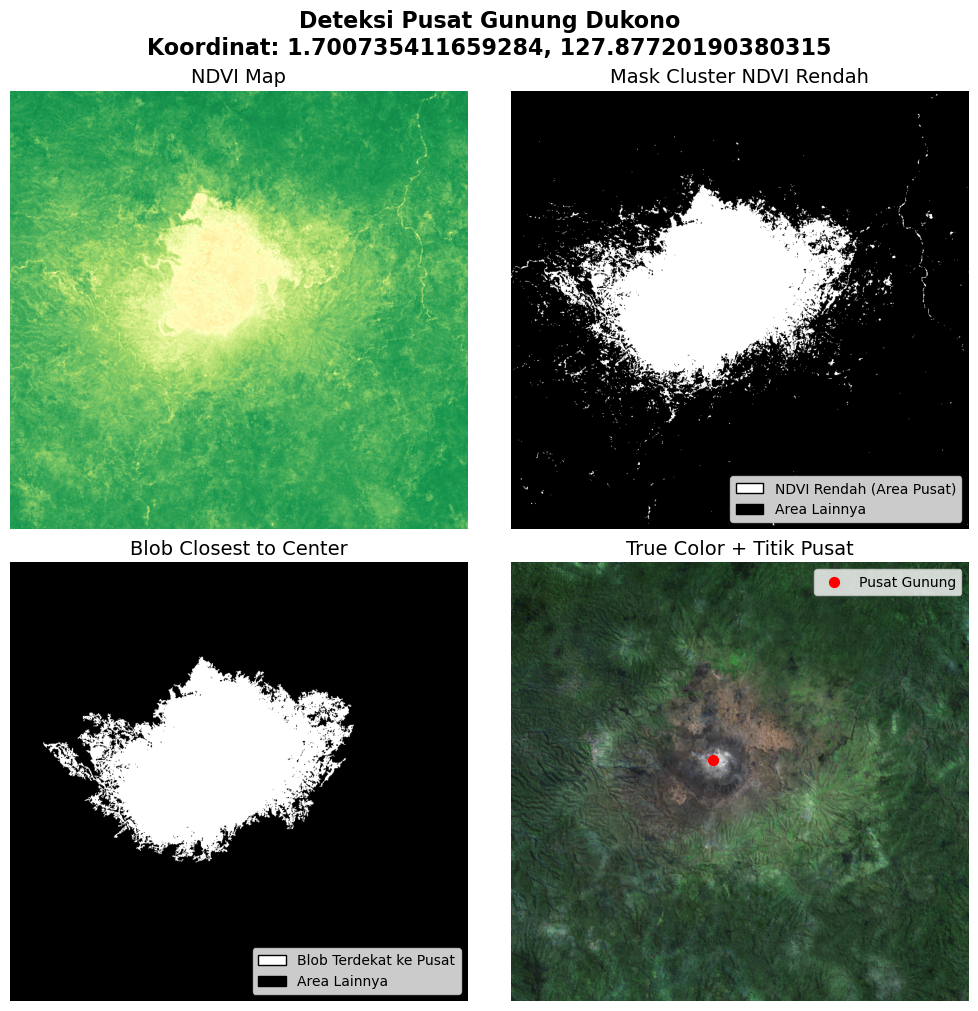 Deteksi Pusat Gunung Dukono
Koordinat: 1.700735411659284, 127.87720190380315
NDVI Map
Mask Cluster NDVI Rendah
NDVI Rendah (Area Pusat)
Area Lainnya
Blob Closest to Center
True Color + Titik Pusat
Blob Terdekat ke Pusat
Area Lainnya
Pusat Gunung